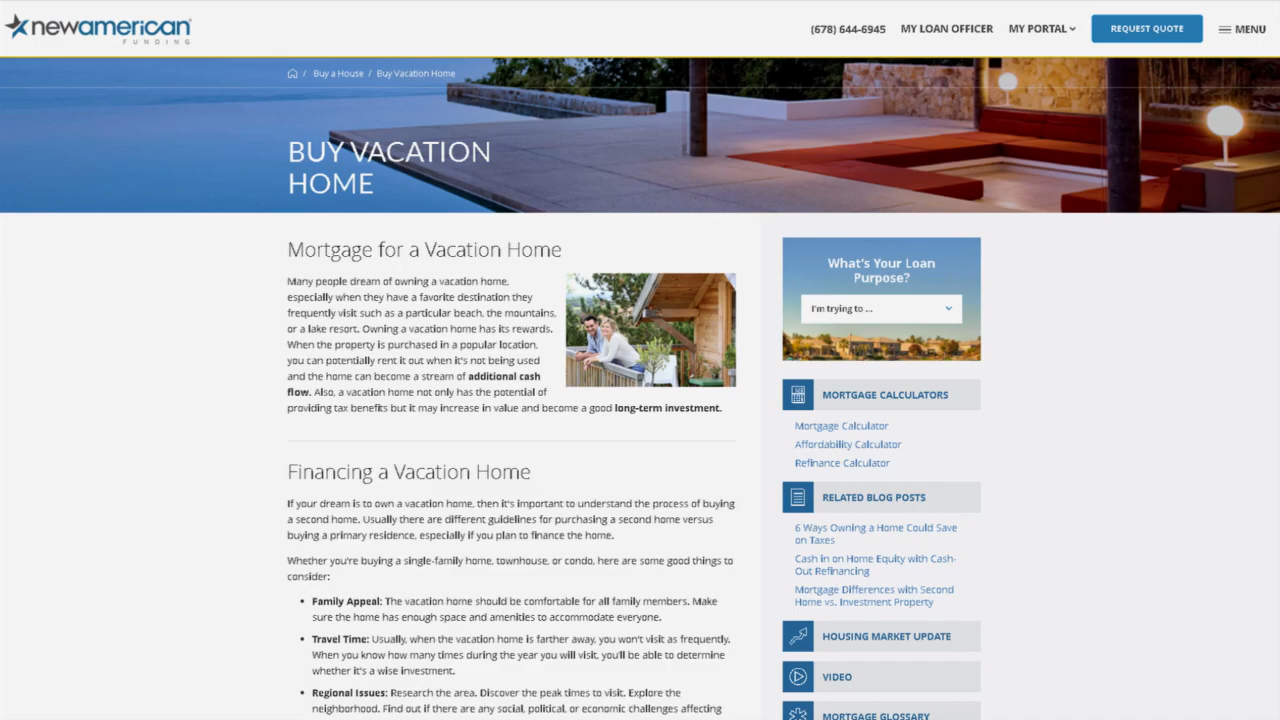 newamerican
FUNDING
(678) 644-6945
MY LOAN OFFICER
MY PORTAL
REQUEST QUOTE
MENU
/ Buy a House / Buy Vacation Home
BUY VACATION
HOME
Mortgage for a Vacation Home
Many people dream of owning a vacation home,
especially when they have a favorite destination they
frequently visit such as a particular beach, the mountains,
or a lake resort. Owning a vacation home has its rewards.
When the property is purchased in a popular location,
you can potentially rent it out when it's not being used
and the home can become a stream of additional cash
flow. Also, a vacation home not only has the potential of
providing tax benefits but it may increase in value and become a good long-term investment.
Financing a Vacation Home
If your dream is to own a vacation home, then it's important to understand the process of buying
a second home. Usually there are different guidelines for purchasing a second home versus
buying a primary residence, especially if you plan to finance the home.
Whether you're buying a single-family home, townhouse, or condo, here are some good things to
consider:
• Family Appeal: The vacation home should be comfortable for all family members. Make
sure the home has enough space and amenities to accommodate everyone.
• Travel Time: Usually, when the vacation home is farther away, you won't visit as frequently.
When you know how many times during the year you will visit, you'll be able to determine
whether it's a wise investment.
• Regional Issues: Research the area. Discover the peak times to visit. Explore the
neighborhood. Find out if there are any social, political, or economic challenges affecting
What's Your Loan
Purpose?
I'm trying to ...
MORTGAGE CALCULATORS
Mortgage Calculator
Affordability Calculator
Refinance Calculator
RELATED BLOG POSTS
6 Ways Owning a Home Could Save
on Taxes
Cash in on Home Equity with Cash-
Out Refinancing
Mortgage Differences with Second
Home vs. Investment Property
HOUSING MARKET UPDATE
VIDEO
MORTGAGE GLOSSARY